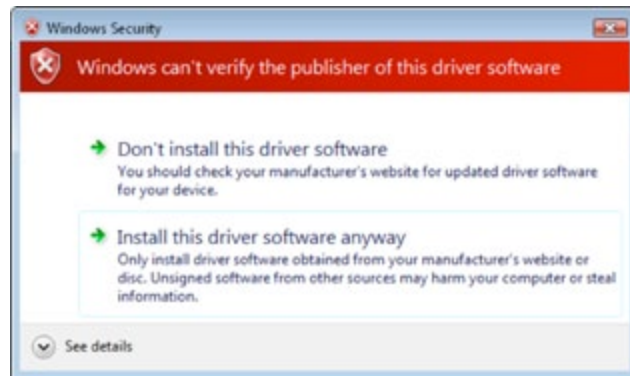 Windows Security
Windows can't verify the publisher of this driver software
Don't install this driver software
You should check your manufacturer's website for updated driver software
for your device.
Install this driver software anyway
Only install driver software obtained from your manufacturer's website or
disc. Unsigned software from other sources may harm your computer or steal
information.
See details